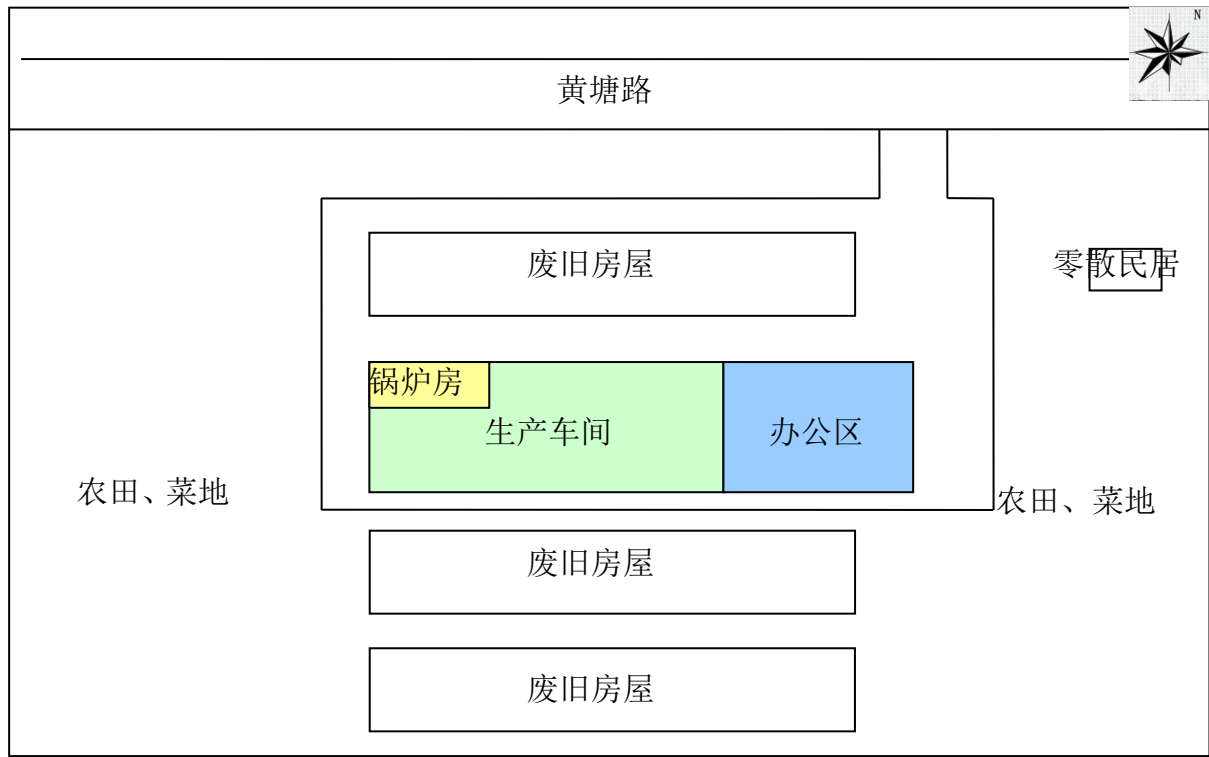 N
黄塘路
废旧房屋
零散民居
锅炉房
生产车间
办公区
农田、菜地
农田、菜地
废旧房屋
废旧房屋